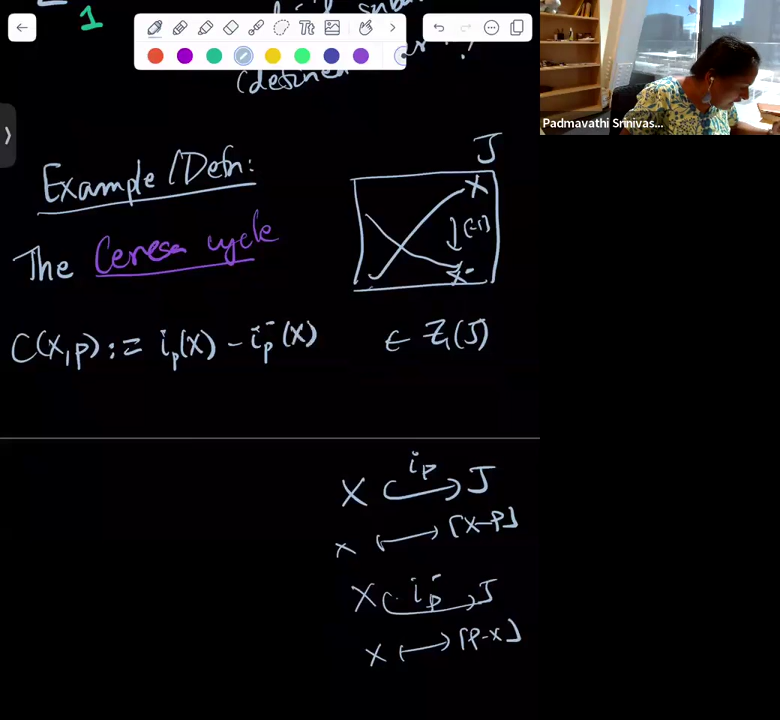 1
(defined
Example/Defn:
The Ceresa cycle
J
X
(-1)
X⁻
C(X,p) := i_p(X) - i_p⁻(X) ∈ Z₁(J)
X i_p J
x ⟼ [x-p]
X i_p⁻ J
x ⟼ [p-x]
Padmavathi Srinivas...